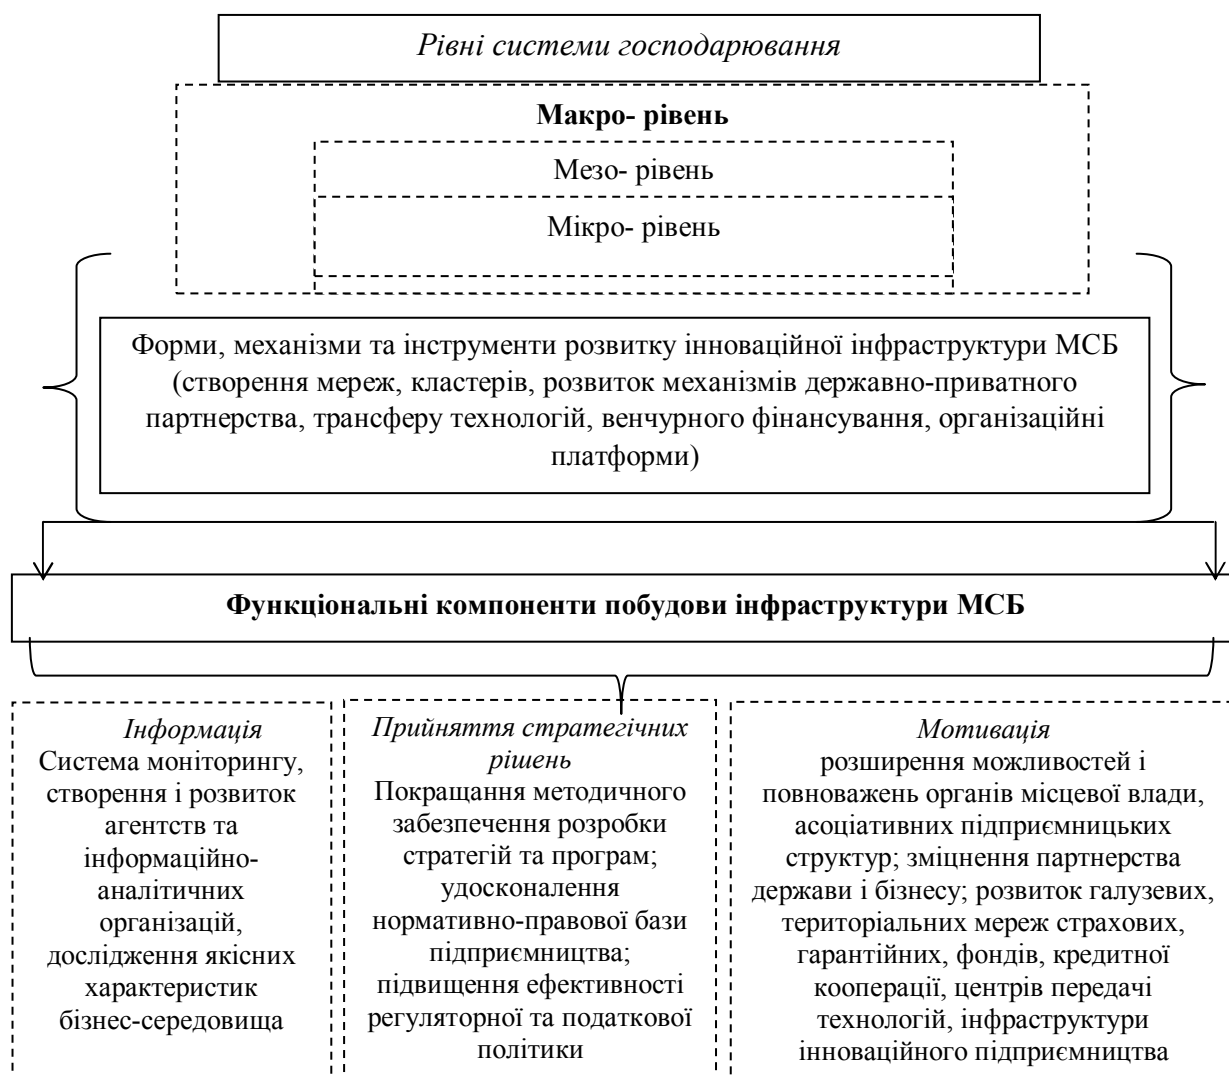 Рівні системи господарювання
Макро- рівень
Мезо- рівень
Мікро- рівень
Форми, механізми та інструменти розвитку інноваційної інфраструктури МСБ
(створення мереж, кластерів, розвиток механізмів державно-приватного
партнерства, трансферу технологій, венчурного фінансування, організаційні
платформи)
Функціональні компоненти побудови інфраструктури МСБ
Інформація
Система моніторингу,
створення і розвиток
агентств та
інформаційно-
аналітичних
організацій,
дослідження якісних
характеристик
бізнес-середовища
Прийняття стратегічних
рішень
Покращання методичного
забезпечення розробки
стратегій та програм;
удосконалення
нормативно-правової бази
підприємництва;
підвищення ефективності
регуляторної та податкової
політики
Мотивація
розширення можливостей і
повноважень органів місцевої влади,
асоціативних підприємницьких
структур; зміцнення партнерства
держави і бізнесу; розвиток галузевих,
територіальних мереж страхових,
гарантійних, фондів, кредитної
кооперації, центрів передачі
технологій, інфраструктури
інноваційного підприємництва